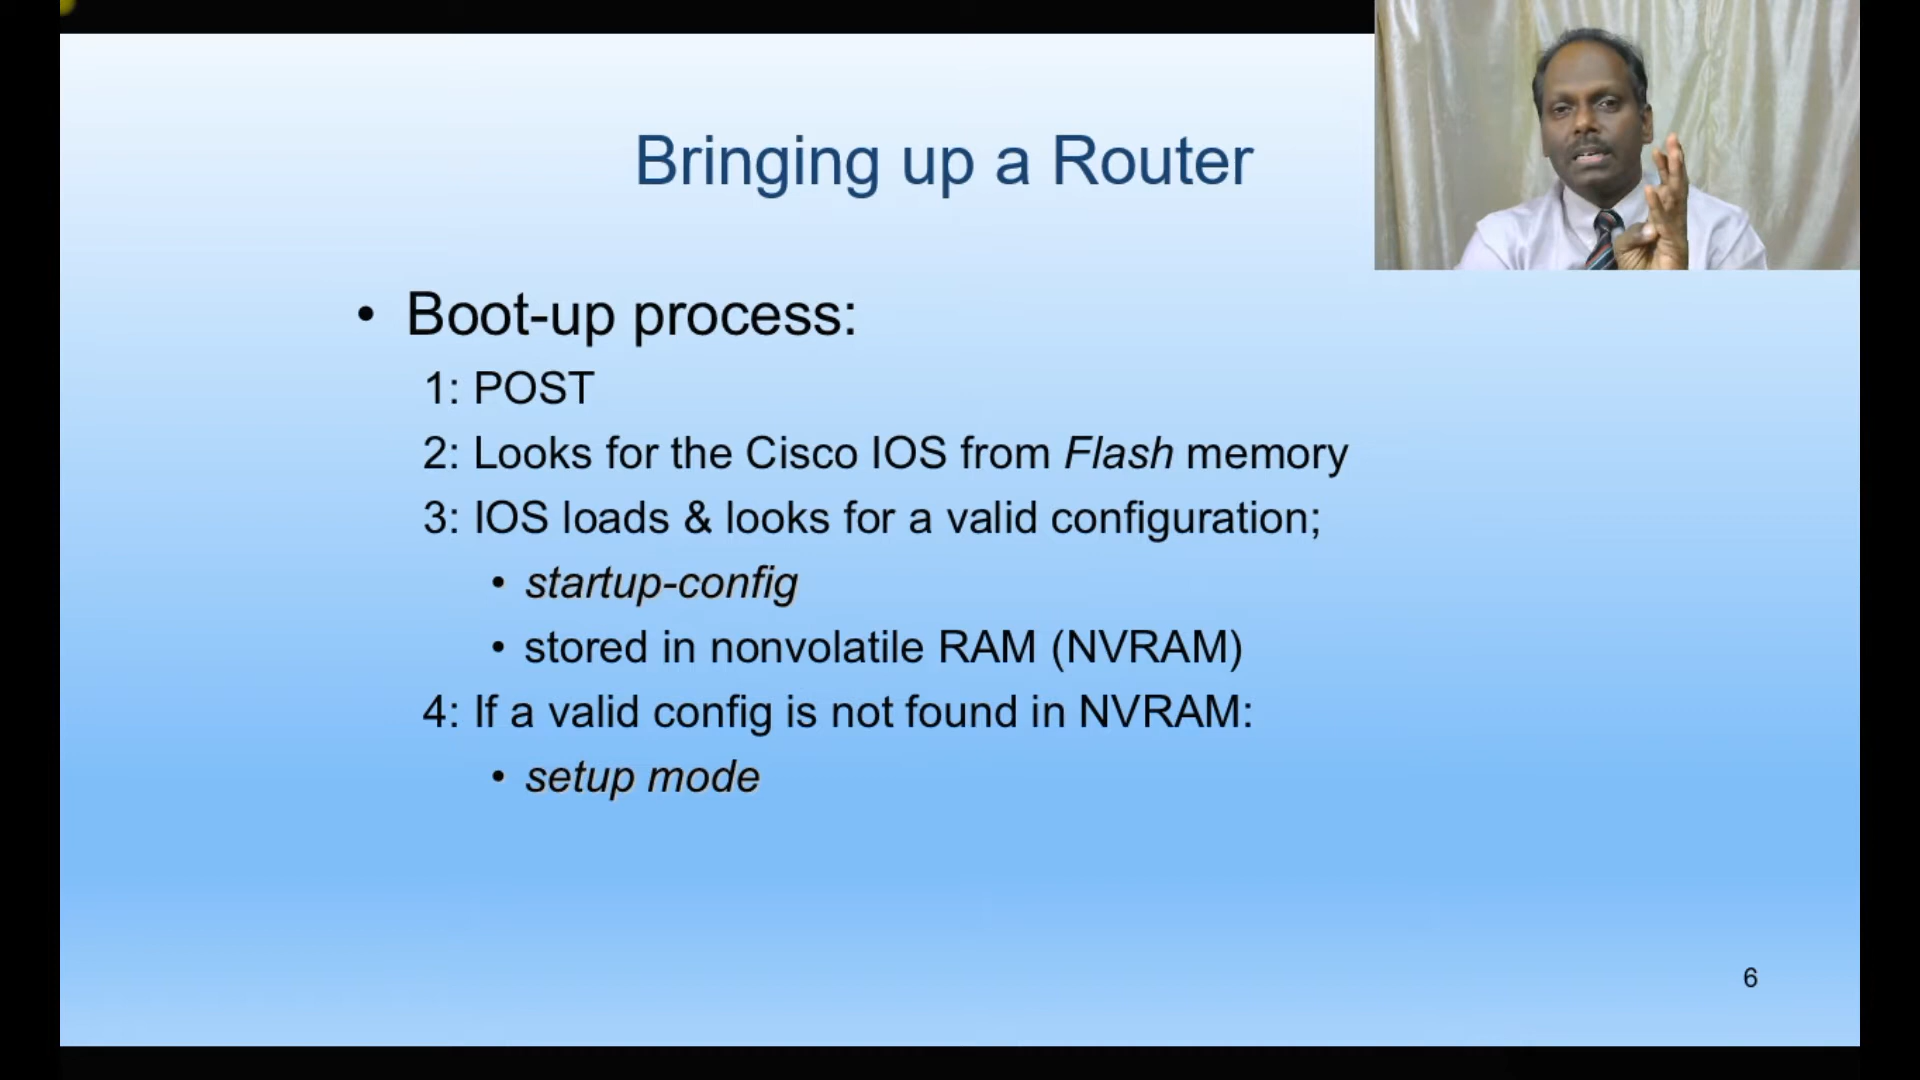 Bringing up a Router
• Boot-up process:
1: POST
2: Looks for the Cisco IOS from Flash memory
3: IOS loads & looks for a valid configuration;
• startup-config
• stored in nonvolatile RAM (NVRAM)
4: If a valid config is not found in NVRAM:
• setup mode
6